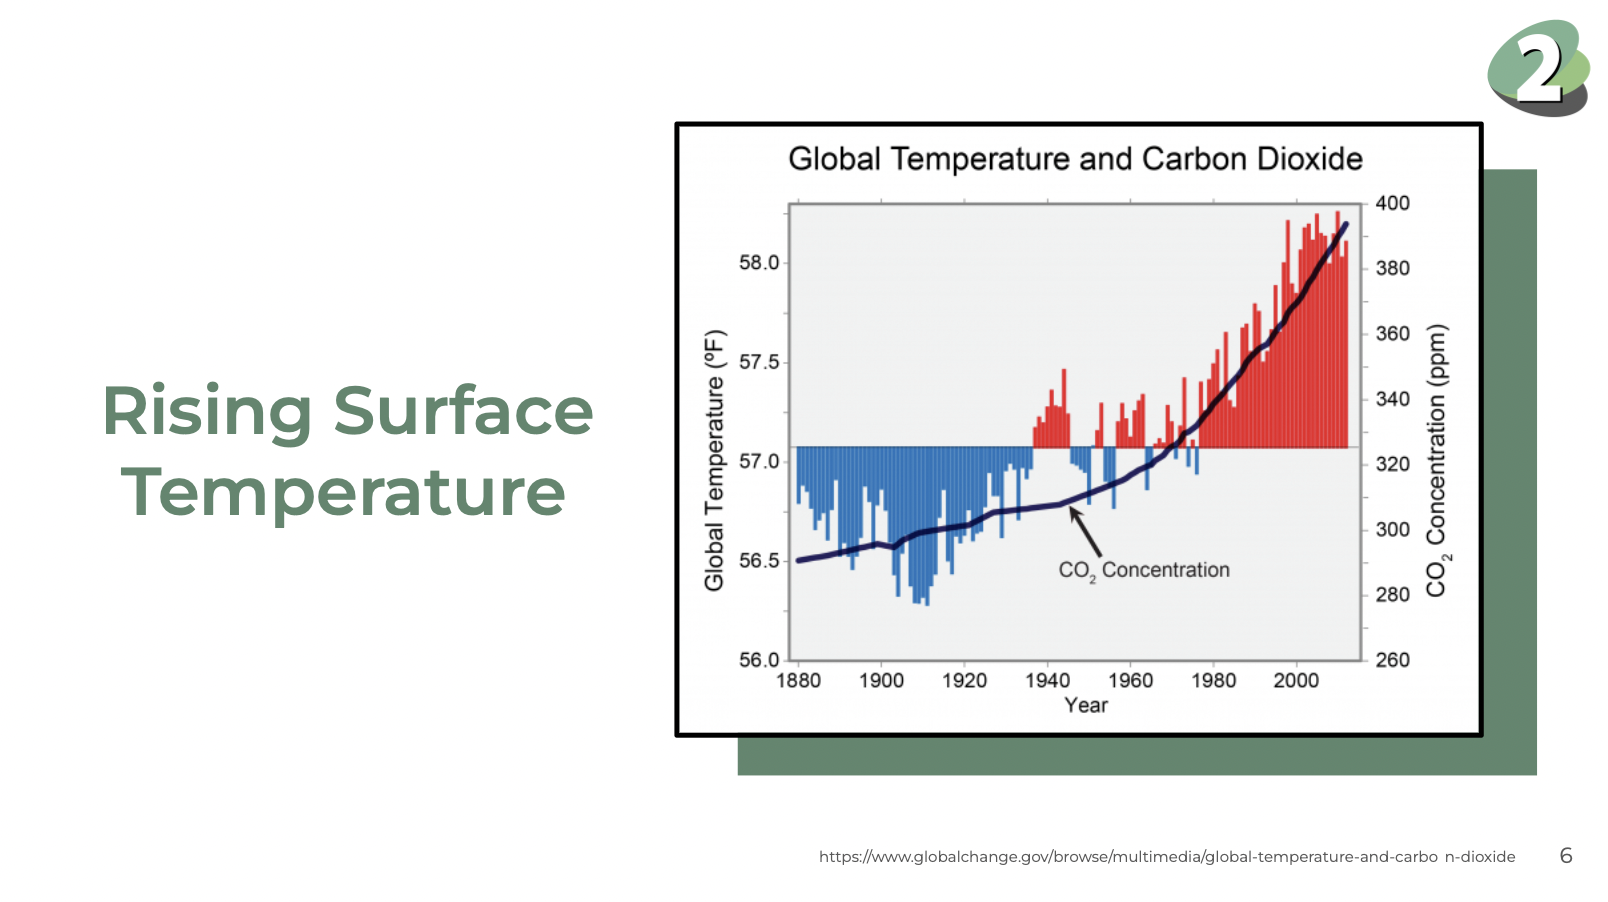 2
Rising Surface
Temperature
Global Temperature and Carbon Dioxide
Global Temperature (ºF)
58.0
57.5
57.0
56.5
56.0
400
380
360
340
320
300
280
260
CO2 Concentration (ppm)
CO2 Concentration
1880 1900 1920 1940 1960 1980 2000
Year
https://www.globalchange.gov/browse/multimedia/global-temperature-and-carbo n-dioxide
6